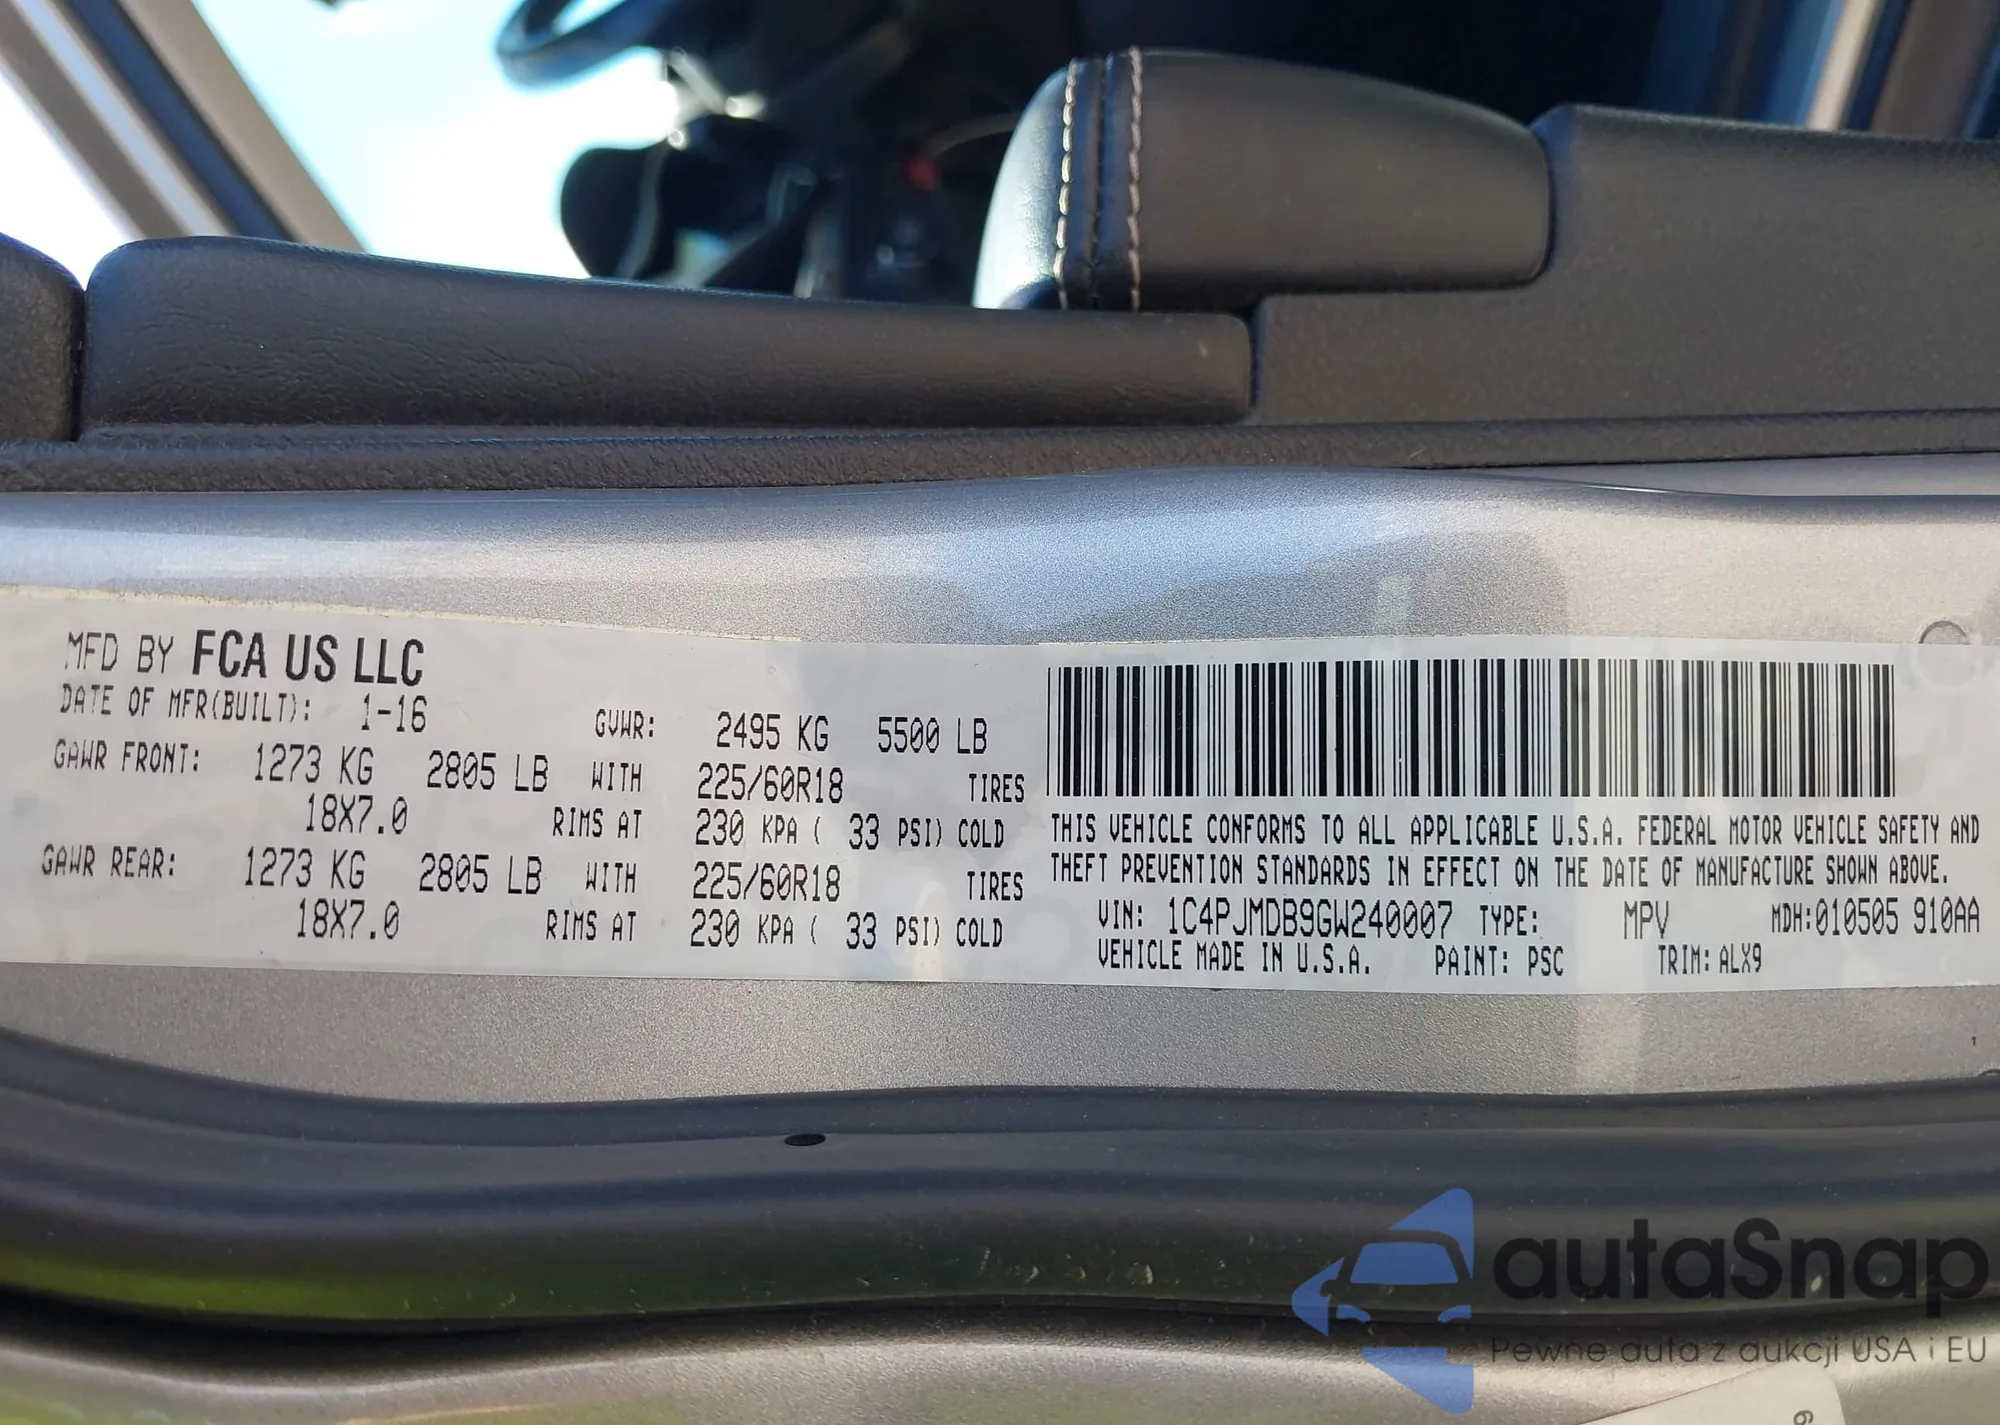 MFD BY FCA US LLC
DATE OF MFR(BUILT): 1-16 GVWR: 2495 KG 5500 LB
GAWR FRONT: 1273 KG 2805 LB WITH 225/60R18 TIRES
18X7.0 RIMS AT 230 KPA ( 33 PSI) COLD
GAWR REAR: 1273 KG 2805 LB WITH 225/60R18 TIRES
18X7.0 RIMS AT 230 KPA ( 33 PSI) COLD
THIS VEHICLE CONFORMS TO ALL APPLICABLE U.S.A. FEDERAL MOTOR VEHICLE SAFETY AND
THEFT PREVENTION STANDARDS IN EFFECT ON THE DATE OF MANUFACTURE SHOWN ABOVE.
VIN: 1C4PJMDB9GW240007 TYPE: MPV MDH:010505 910AA
VEHICLE MADE IN U.S.A. PAINT: PSC TRIM: ALX9
autaSnap
Pewne auta z aukcji USA i EU